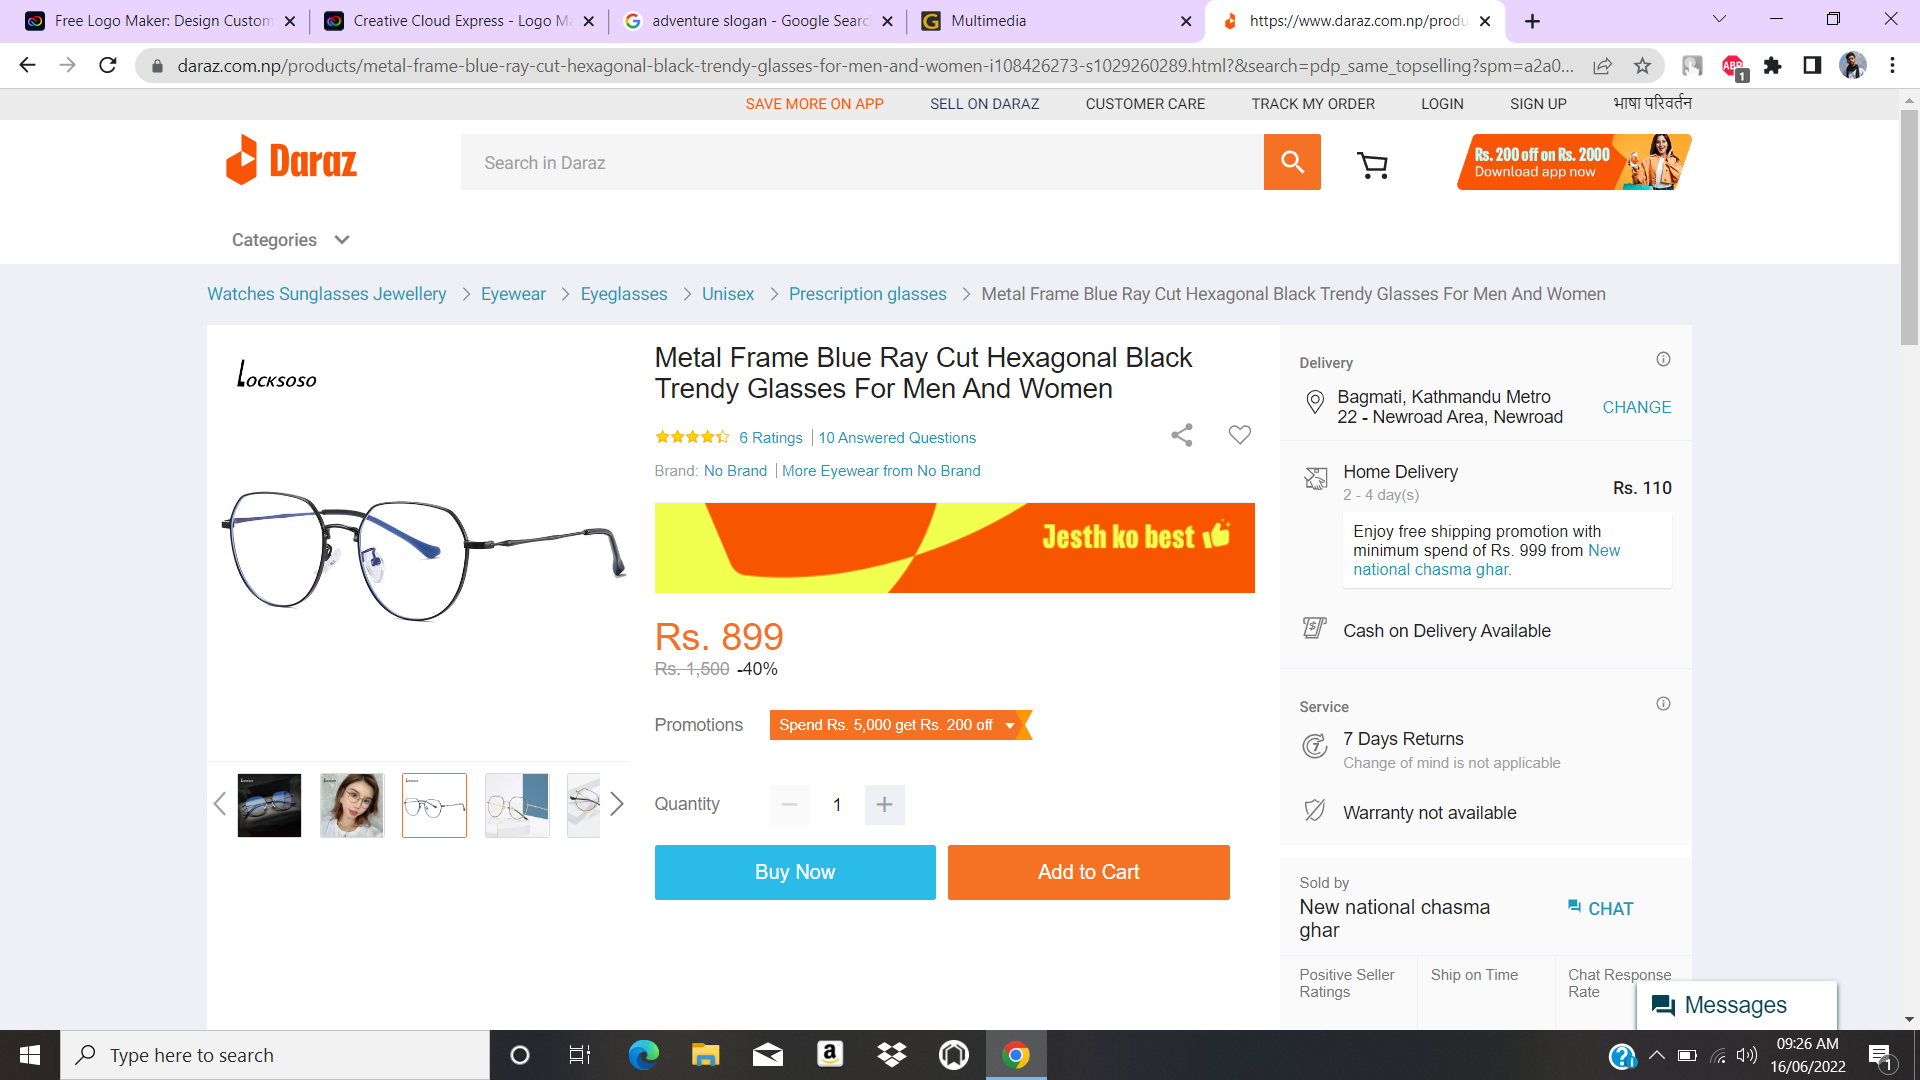 Free Logo Maker: Design Custom
Creative Cloud Express - Logo Ma
adventure slogan - Google Searc
Multimedia
https://www.daraz.com.np/produ
daraz.com.np/products/metal-frame-blue-ray-cut-hexagonal-black-trendy-glasses-for-men-and-women-i108426273-s1029260289.html?&search=pdp_same_topselling?spm=a2a0...
ABP
1
SAVE MORE ON APP
SELL ON DARAZ
CUSTOMER CARE
TRACK MY ORDER
LOGIN
SIGN UP
भाषा परिवर्तन
Daraz
Search in Daraz
Rs. 200 off on Rs. 2000
Download app now
Categories
Watches Sunglasses Jewellery
Eyewear
Eyeglasses
Unisex
Prescription glasses
Metal Frame Blue Ray Cut Hexagonal Black Trendy Glasses For Men And Women
Locksoso
Metal Frame Blue Ray Cut Hexagonal Black
Trendy Glasses For Men And Women
6 Ratings
10 Answered Questions
Brand: No Brand
More Eyewear from No Brand
Jesth ko best
Rs. 899
Rs. 1,500 -40%
Promotions
Spend Rs. 5,000 get Rs. 200 off
Quantity
1
Buy Now
Add to Cart
Delivery
Bagmati, Kathmandu Metro
22 - Newroad Area, Newroad
CHANGE
Home Delivery
2 - 4 day(s)
Rs. 110
Enjoy free shipping promotion with
minimum spend of Rs. 999 from New
national chasma ghar.
Cash on Delivery Available
Service
7 Days Returns
Change of mind is not applicable
Warranty not available
Sold by
New national chasma
ghar
CHAT
Positive Seller
Ratings
Ship on Time
Chat Response
Rate
Messages
Type here to search
09:26 AM
16/06/2022
1